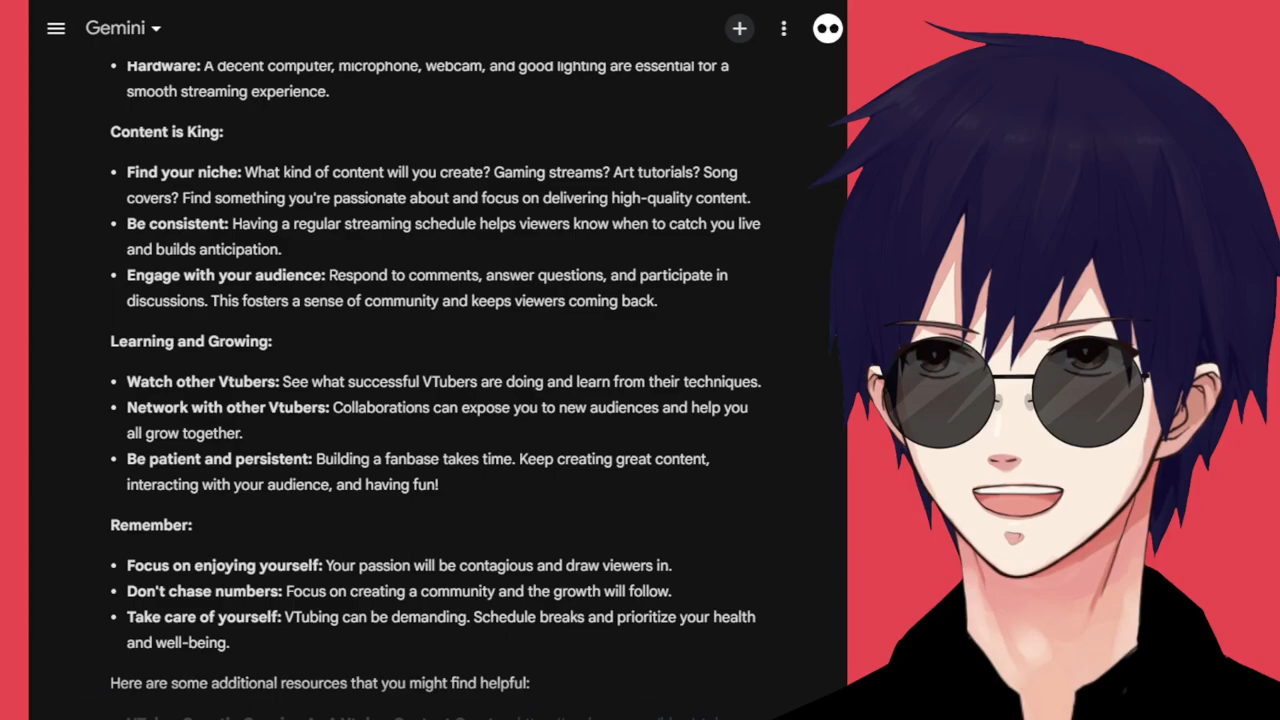 Gemini
Hardware: A decent computer, microphone, webcam, and good lighting are essential for a
smooth streaming experience.
Content is King:
Find your niche: What kind of content will you create? Gaming streams? Art tutorials? Song
covers? Find something you're passionate about and focus on delivering high-quality content.
Be consistent: Having a regular streaming schedule helps viewers know when to catch you live
and builds anticipation.
Engage with your audience: Respond to comments, answer questions, and participate in
discussions. This fosters a sense of community and keeps viewers coming back.
Learning and Growing:
Watch other Vtubers: See what successful VTubers are doing and learn from their techniques.
Network with other Vtubers: Collaborations can expose you to new audiences and help you
all grow together.
Be patient and persistent: Building a fanbase takes time. Keep creating great content,
interacting with your audience, and having fun!
Remember:
Focus on enjoying yourself: Your passion will be contagious and draw viewers in.
Don't chase numbers: Focus on creating a community and the growth will follow.
Take care of yourself: VTubing can be demanding. Schedule breaks and prioritize your health
and well-being.
Here are some additional resources that you might find helpful: